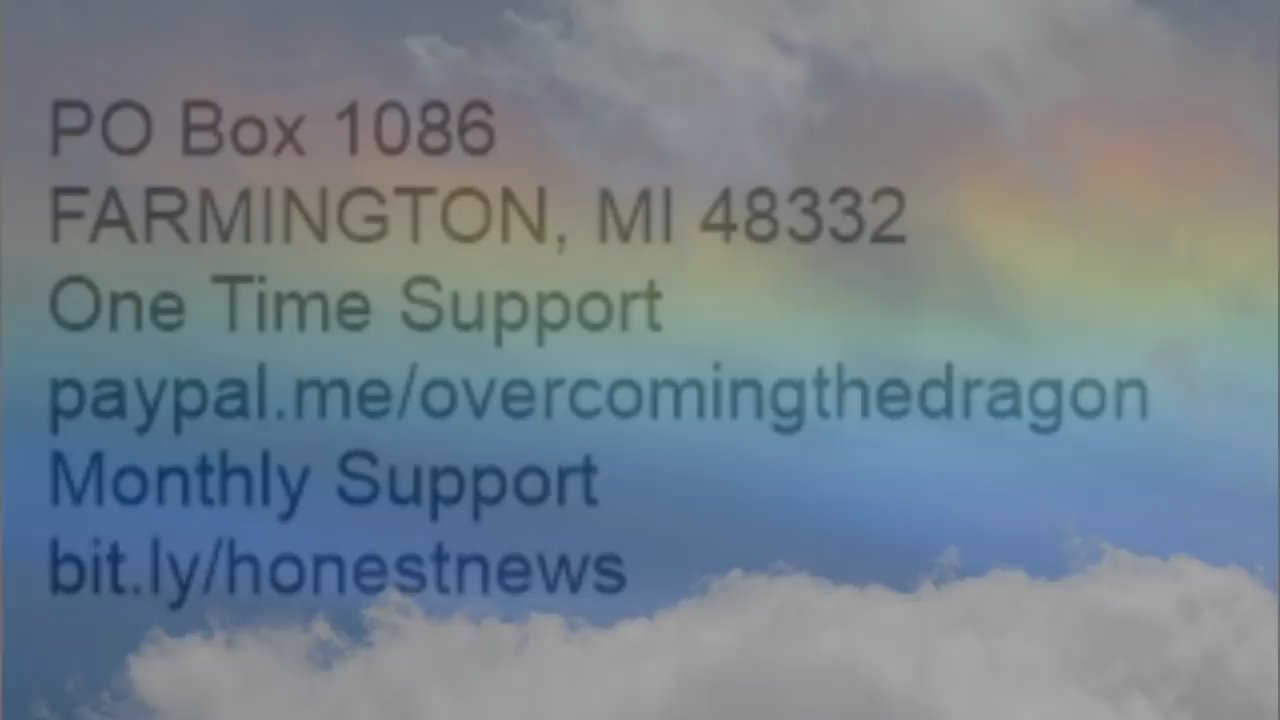 PO Box 1086
FARMINGTON, MI 48332
One Time Support
paypal.me/overcomingthedragon
Monthly Support
bit.ly/honestnews